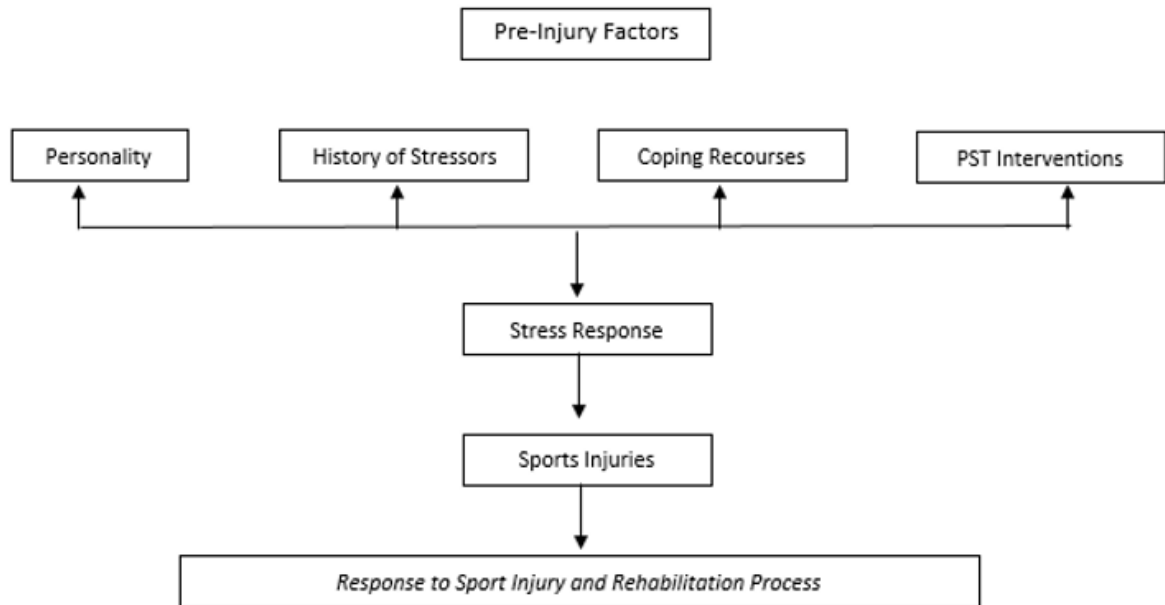 Pre-Injury Factors
Personality
History of Stressors
Coping Recourses
PST Interventions
Stress Response
Sports Injuries
Response to Sport Injury and Rehabilitation Process